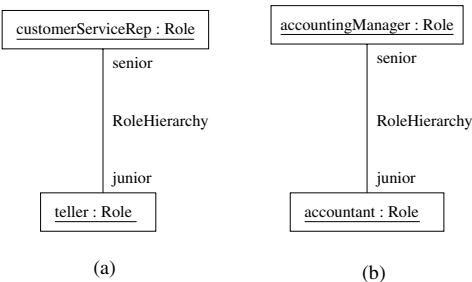 customerServiceRep : Role
senior
RoleHierarchy
junior
teller : Role
(a)
accountingManager : Role
senior
RoleHierarchy
junior
accountant : Role
(b)